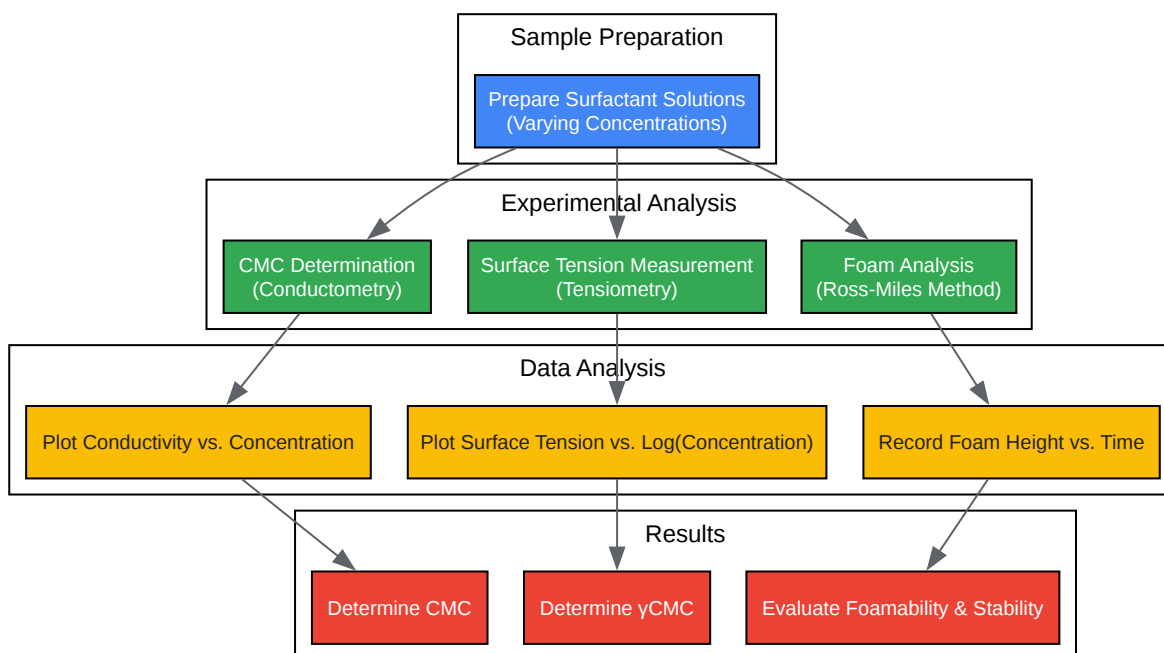 Sample Preparation
Prepare Surfactant Solutions
(Varying Concentrations)
Experimental Analysis
CMC Determination
(Conductometry)
Surface Tension Measurement
(Tensiometry)
Foam Analysis
(Ross-Miles Method)
Data Analysis
Plot Conductivity vs. Concentration
Plot Surface Tension vs. Log(Concentration)
Record Foam Height vs. Time
Results
Determine CMC
Determine γCMC
Evaluate Foamability & Stability